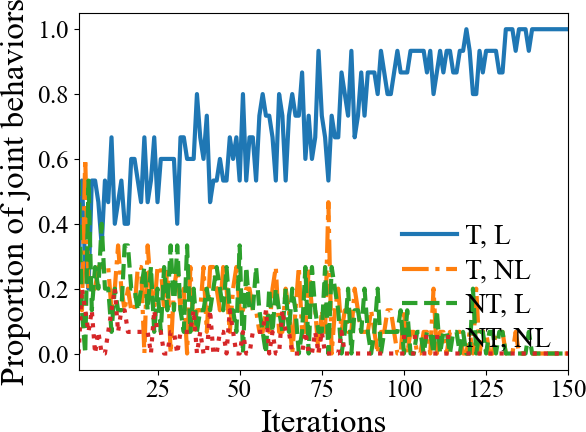 Proportion of joint behaviors
1.0
0.8
0.6
0.4
0.2
0.0
T, L
T, NL
NT, L
NT, NL
25 50 75 100 125 150
Iterations